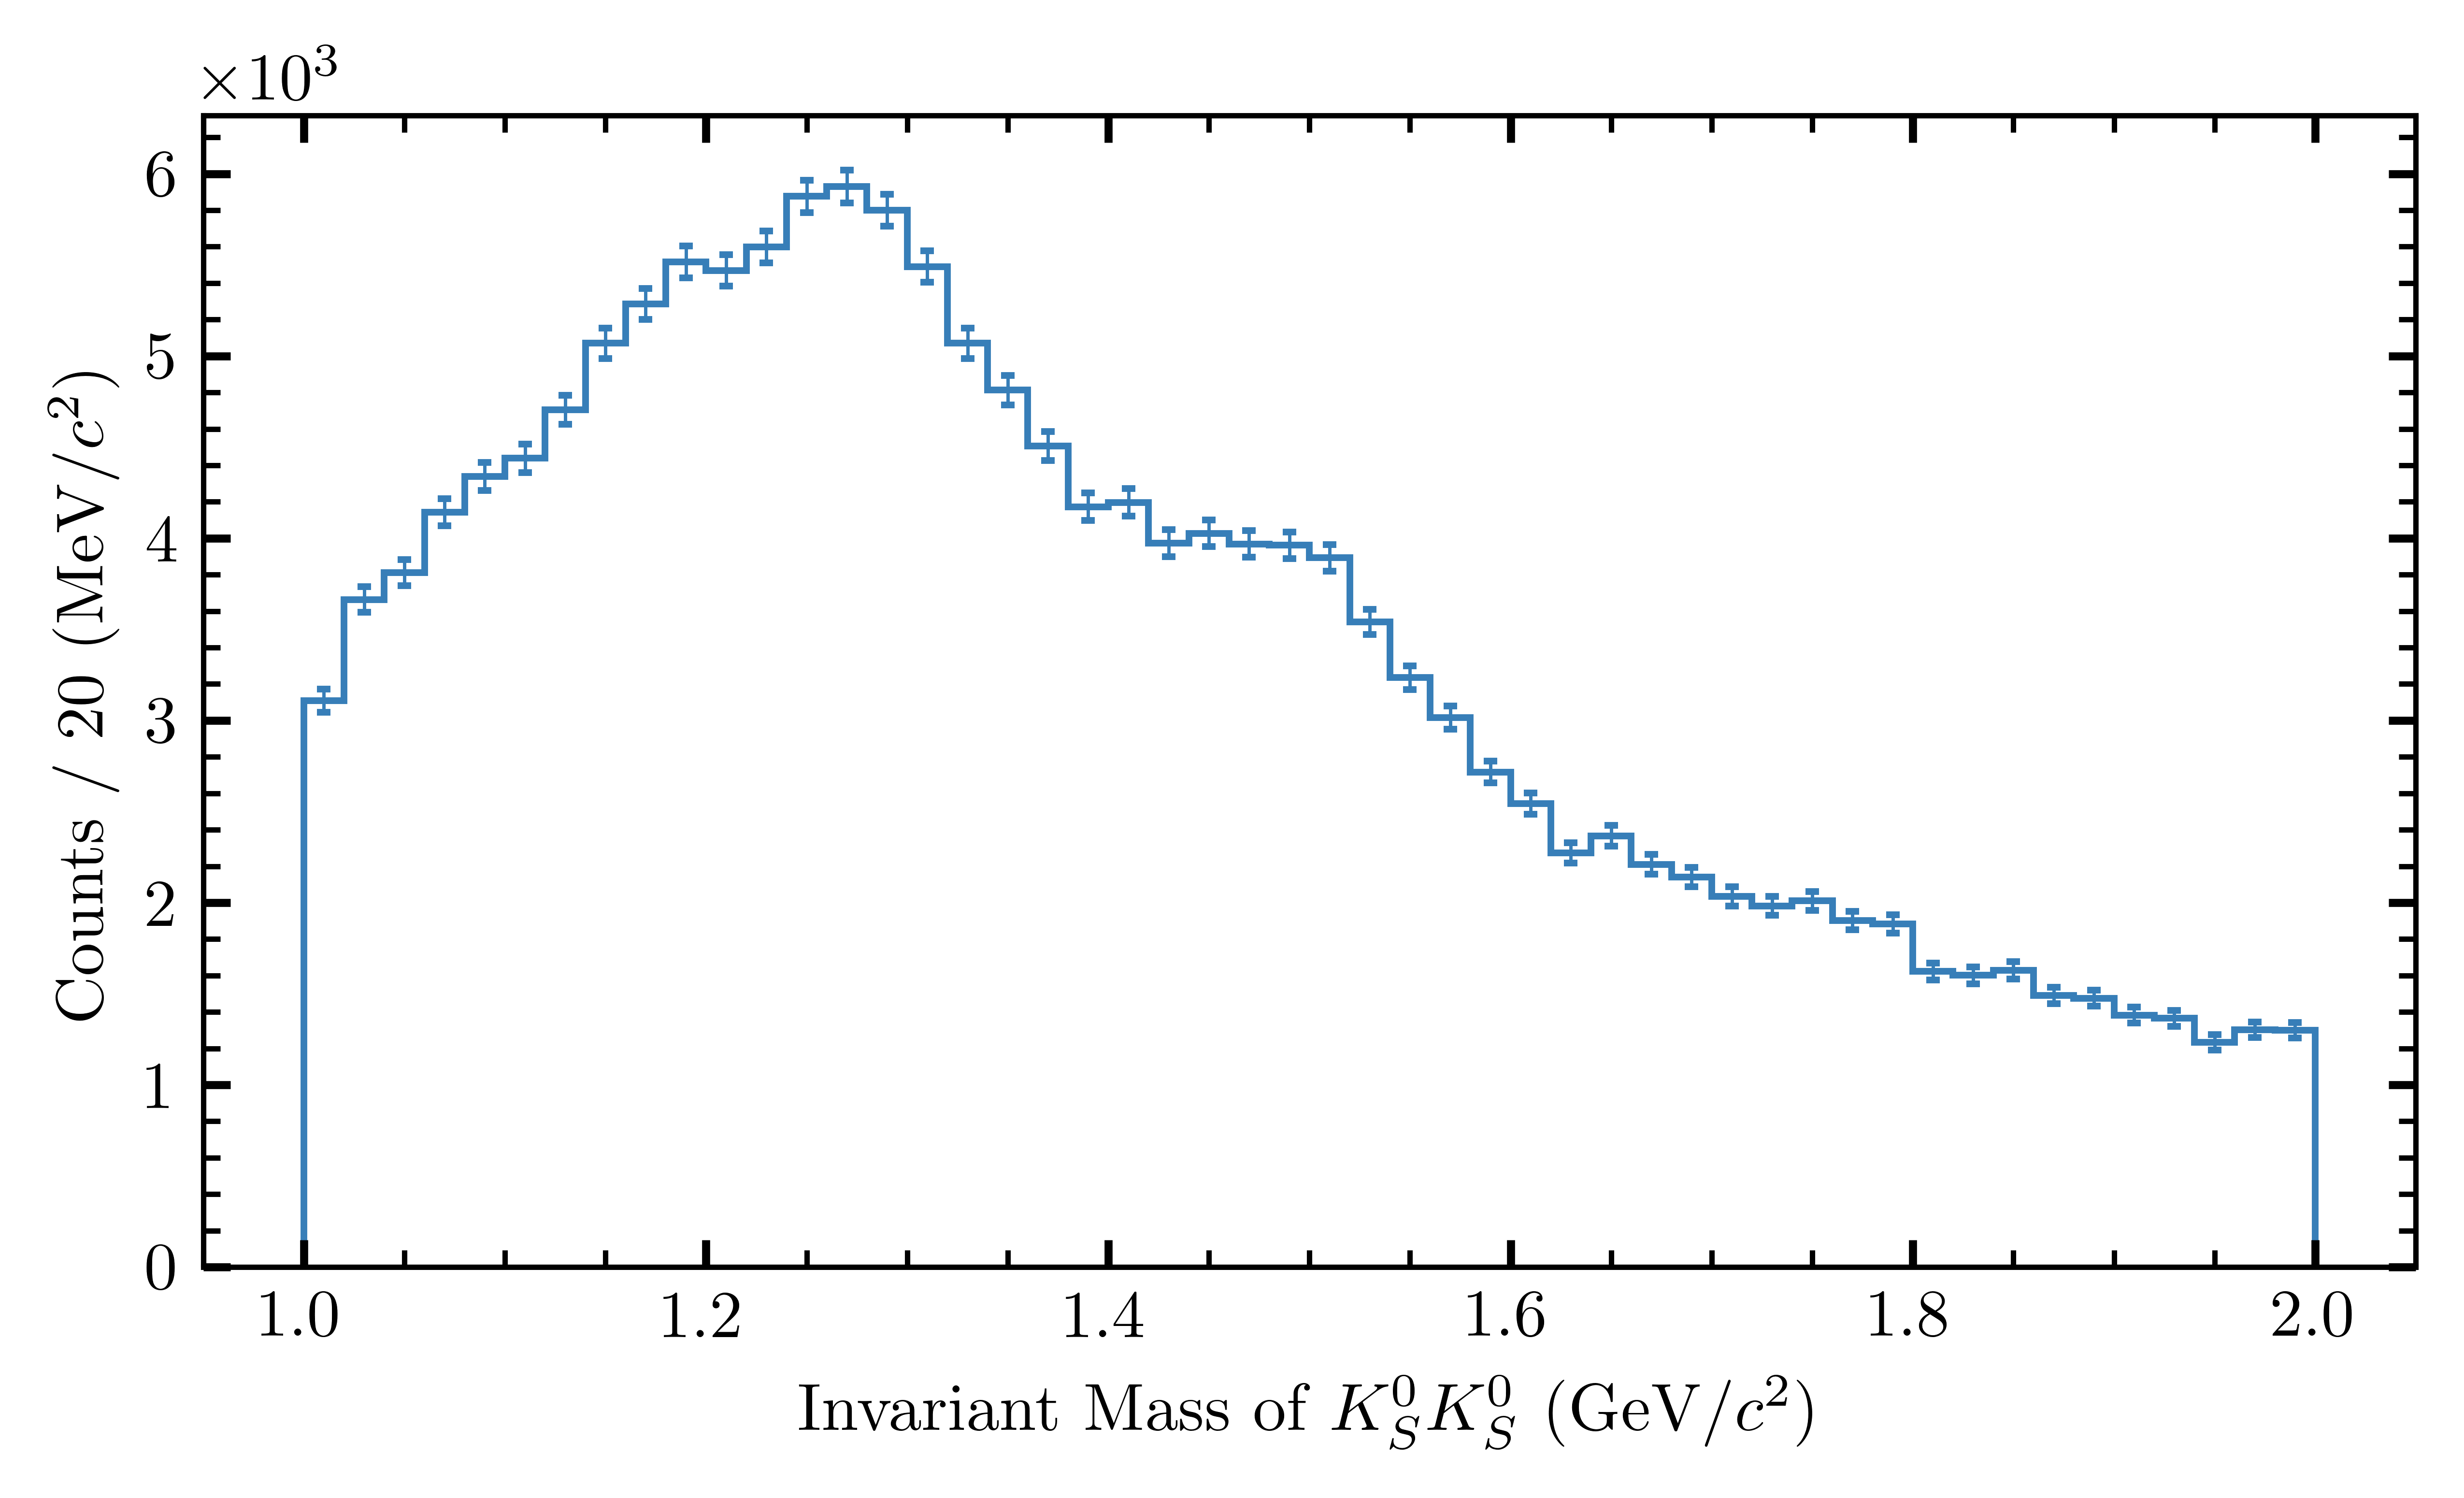 ×10³
6
5
4
3
2
1
0
Counts / 20 (MeV/c²)
1.0 1.2 1.4 1.6 1.8 2.0
Invariant Mass of K⁰_S K⁰_S (GeV/c²)